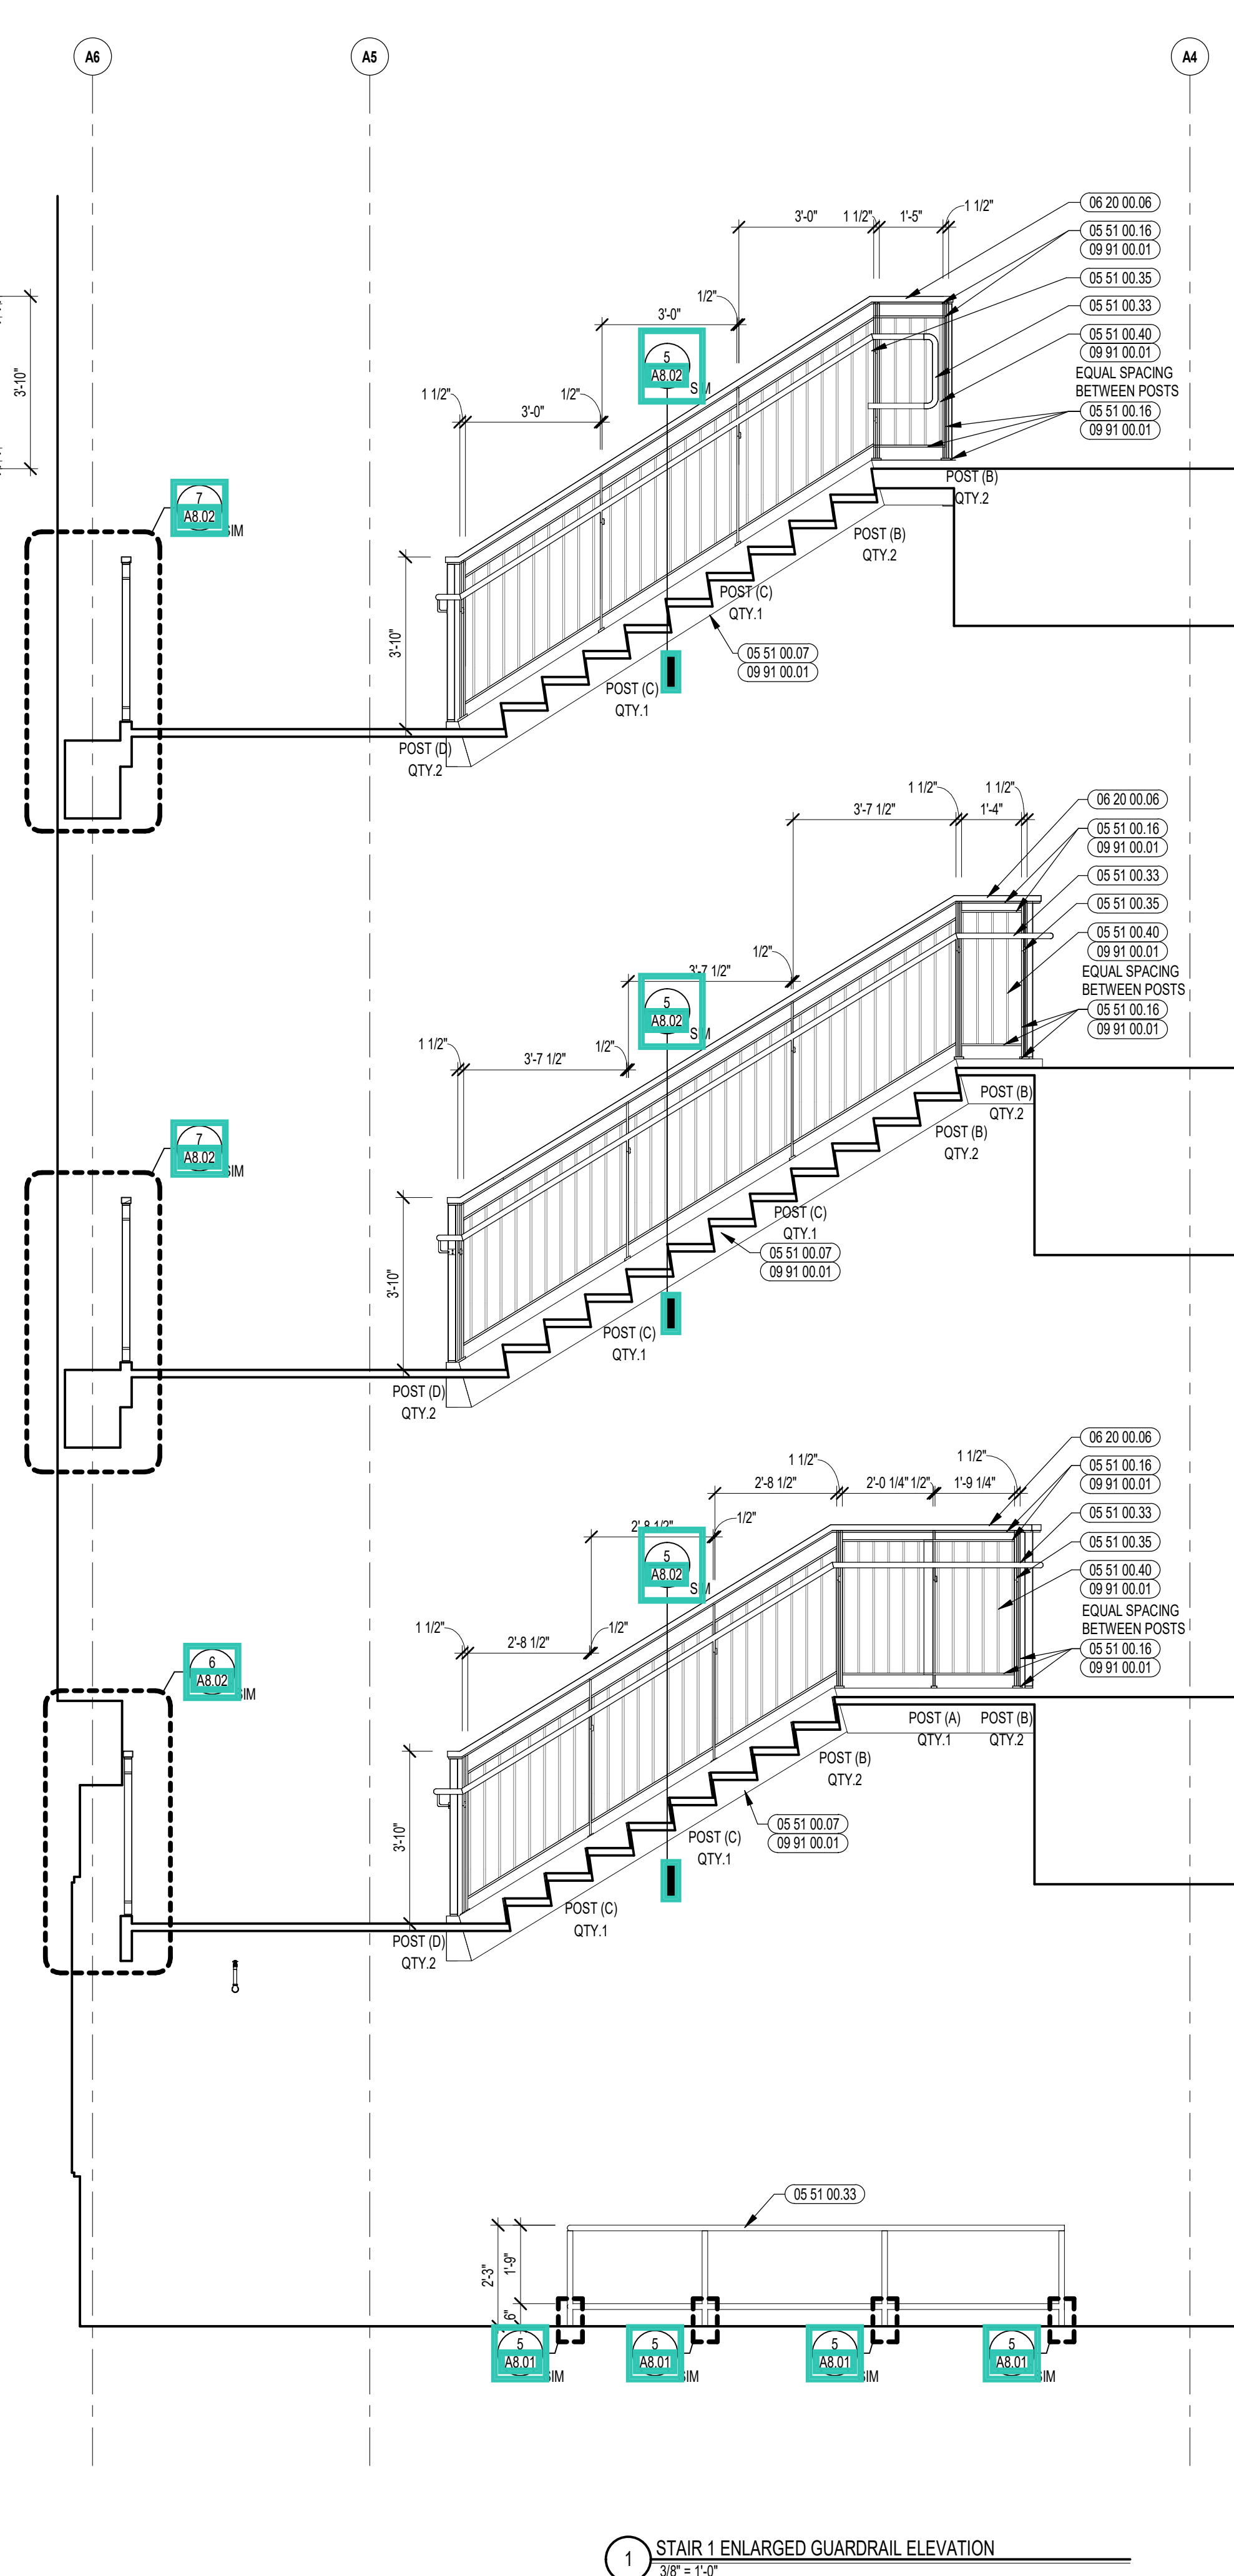 A6
A5
A4
3'-0"
1 1/2"
1'-5"
1 1/2"
06 20 00.06
05 51 00.16
09 91 00.01
05 51 00.35
05 51 00.33
05 51 00.40
09 91 00.01
EQUAL SPACING
BETWEEN POSTS
05 51 00.16
09 91 00.01
1/2"
3'-0"
3'-10"
5
A8.02
1 1/2"
3'-0"
1/2"
7
A8.02
POST (B)
QTY.2
POST (B)
QTY.2
POST (C)
QTY.1
3'-10"
05 51 00.07
09 91 00.01
POST (C)
QTY.1
POST (D)
QTY.2
1 1/2"
1 1/2"
3'-7 1/2"
1'-4"
06 20 00.06
05 51 00.16
09 91 00.01
05 51 00.33
05 51 00.35
05 51 00.40
09 91 00.01
EQUAL SPACING
BETWEEN POSTS
05 51 00.16
09 91 00.01
1/2"
3'-7 1/2"
5
A8.02
1 1/2"
3'-7 1/2"
1/2"
7
A8.02
POST (B)
QTY.2
POST (B)
QTY.2
POST (C)
QTY.1
3'-10"
05 51 00.07
09 91 00.01
POST (C)
QTY.1
POST (D)
QTY.2
1 1/2"
1 1/2"
2'-8 1/2"
2'-0 1/4"
1/2"
1'-9 1/4"
06 20 00.06
05 51 00.16
09 91 00.01
05 51 00.33
05 51 00.35
05 51 00.40
09 91 00.01
EQUAL SPACING
BETWEEN POSTS
05 51 00.16
09 91 00.01
2'-8 1/2"
1/2"
5
A8.02
1 1/2"
2'-8 1/2"
1/2"
6
A8.02
POST (A)
QTY.1
POST (B)
QTY.2
POST (B)
QTY.2
3'-10"
05 51 00.07
09 91 00.01
POST (C)
QTY.1
POST (C)
QTY.1
POST (D)
QTY.2
05 51 00.33
2'-3"
1'-9"
6"
5
A8.01
5
A8.01
5
A8.01
5
A8.01
1
STAIR 1 ENLARGED GUARDRAIL ELEVATION
3/8" = 1'-0"